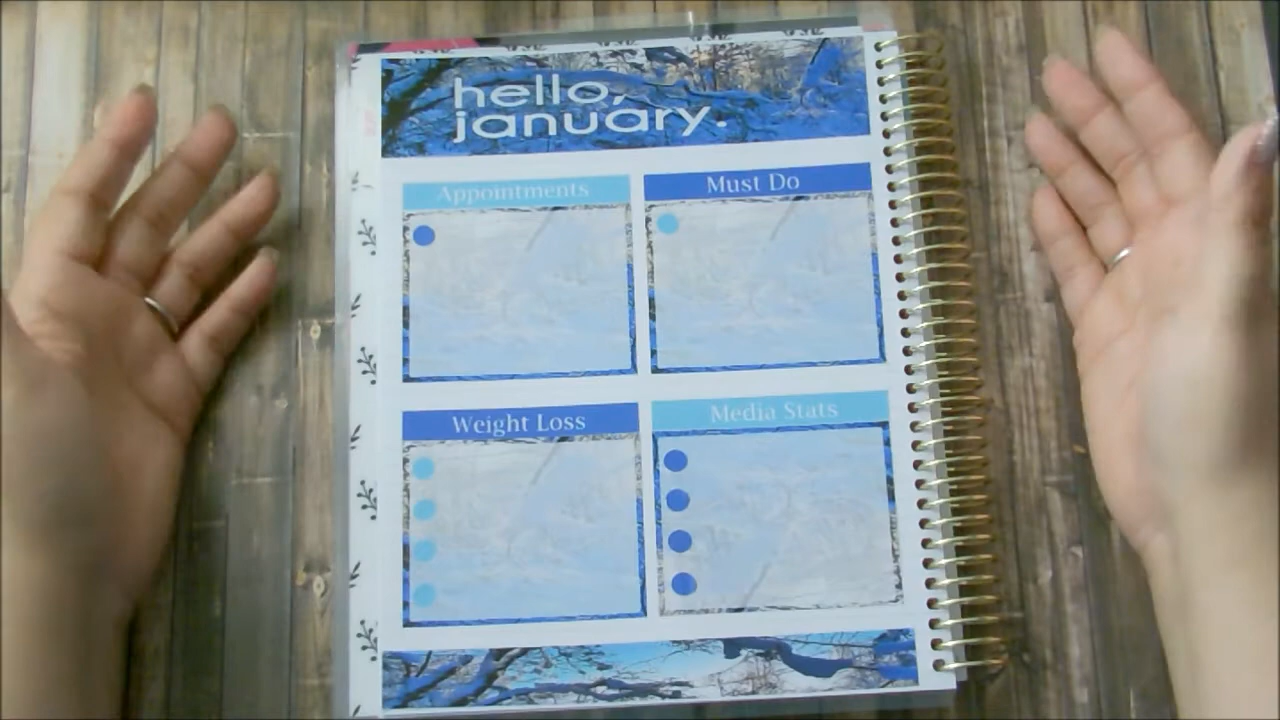 hello,
january.
Appointments
Must Do
Weight Loss
Media Stats